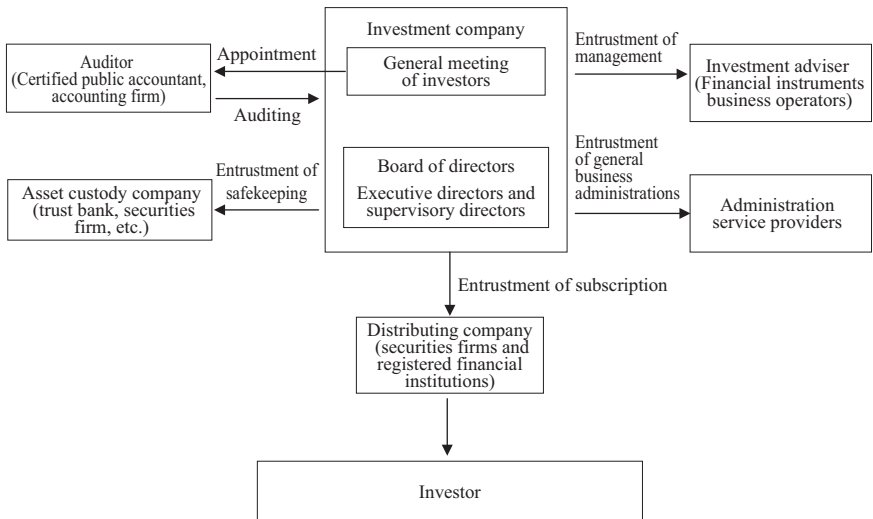 Investment company
General meeting
of investors
Board of directors
Executive directors and
supervisory directors
Auditor
(Certified public accountant,
accounting firm)
Appointment
Auditing
Asset custody company
(trust bank, securities
firm, etc.)
Entrustment of
safekeeping
Entrustment of
management
Investment adviser
(Financial instruments
business operators)
Entrustment
of general
business
administrations
Administration
service providers
Entrustment of subscription
Distributing company
(securities firms and
registered financial
institutions)
Investor